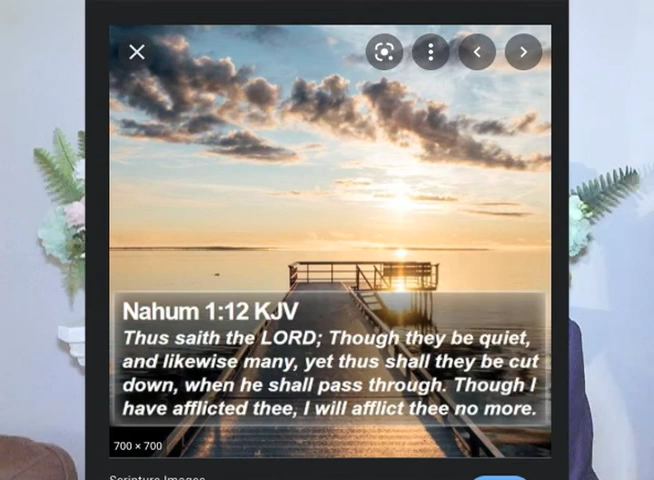 Nahum 1:12 KJV
Thus saith the LORD; Though they be quiet,
and likewise many, yet thus shall they be cut
down, when he shall pass through. Though I
have afflicted thee, I will afflict thee no more.
700 × 700
Scripture Images